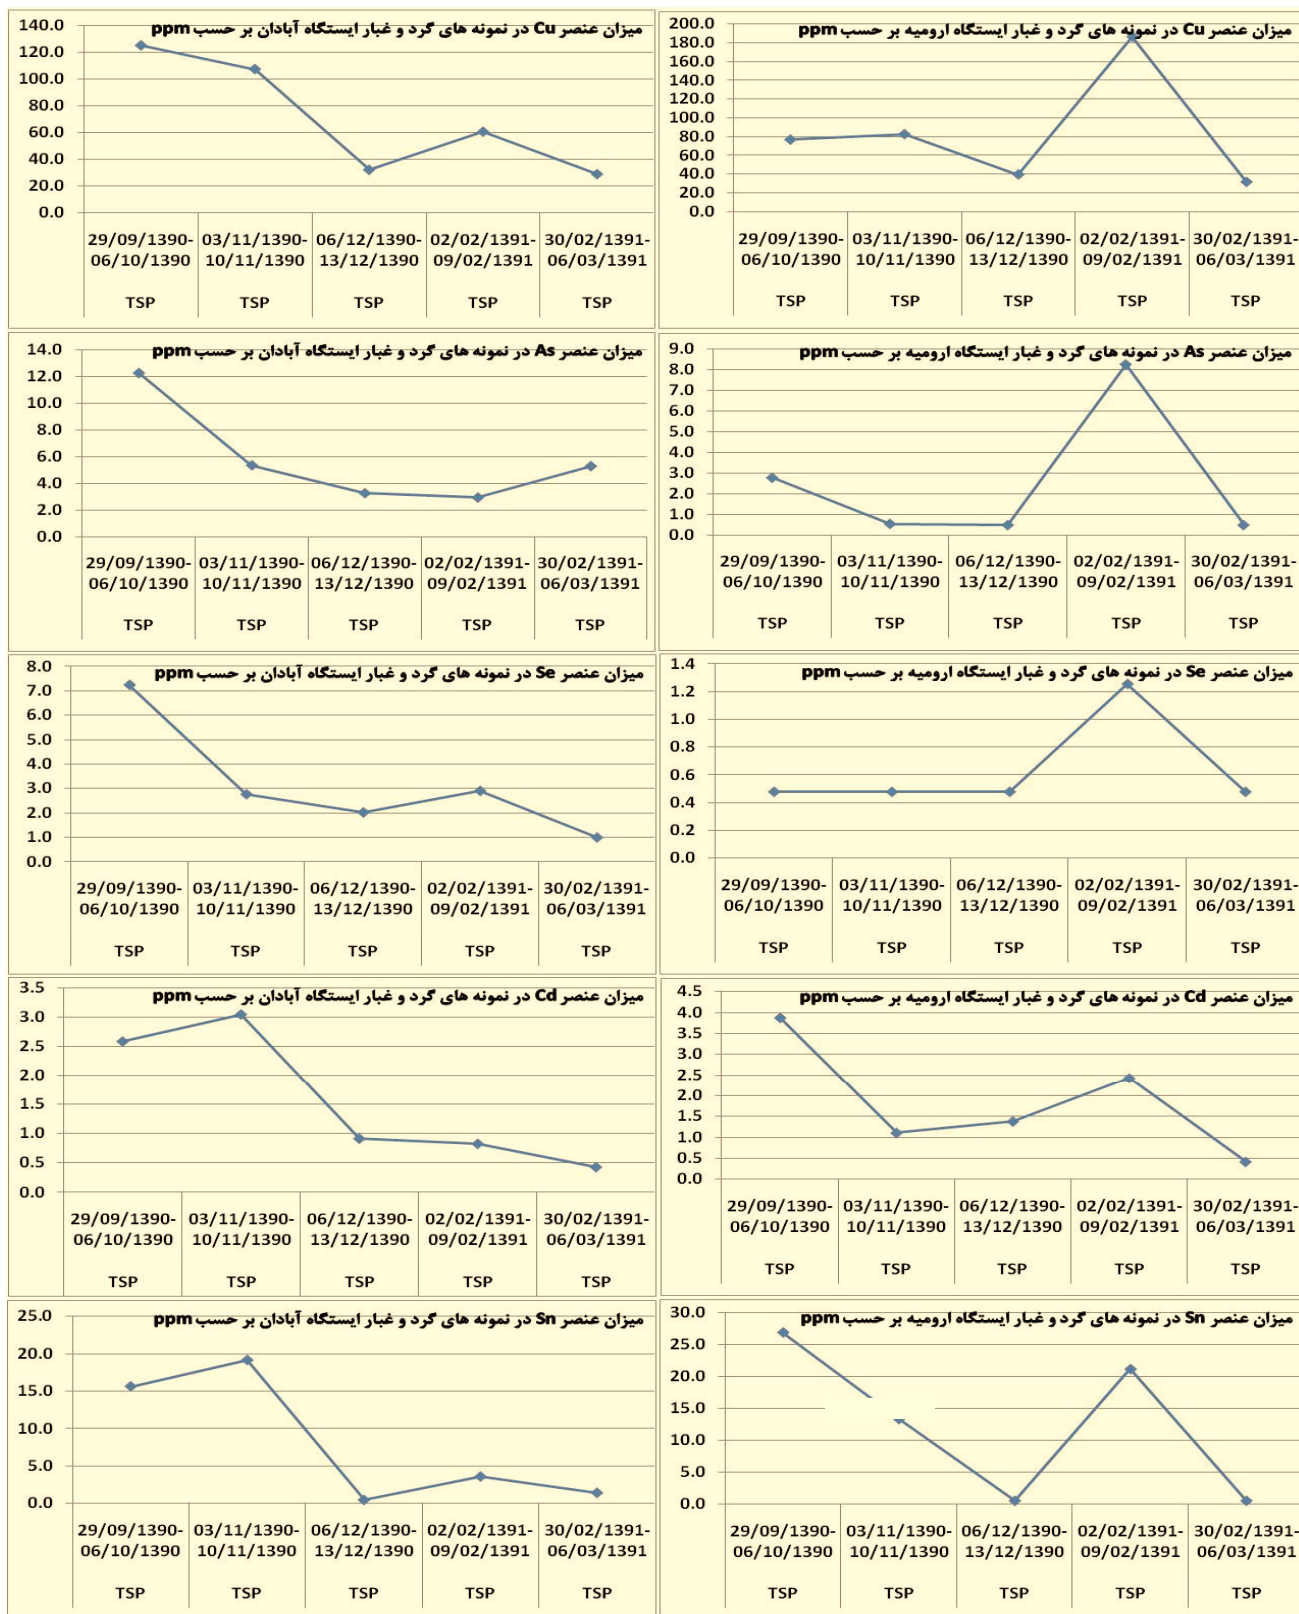 میزان عنصر Cu در نمونه های گرد و غبار ایستگاه آبادان بر حسب ppm
140.0
120.0
100.0
80.0
60.0
40.0
20.0
0.0
29/09/1390- 03/11/1390- 06/12/1390- 02/02/1391- 30/02/1391-
06/10/1390 10/11/1390 13/12/1390 09/02/1391 06/03/1391
TSP TSP TSP TSP TSP
میزان عنصر Cu در نمونه های گرد و غبار ایستگاه ارومیه بر حسب ppm
200.0
180.0
160.0
140.0
120.0
100.0
80.0
60.0
40.0
20.0
0.0
29/09/1390- 03/11/1390- 06/12/1390- 02/02/1391- 30/02/1391-
06/10/1390 10/11/1390 13/12/1390 09/02/1391 06/03/1391
TSP TSP TSP TSP TSP
میزان عنصر As در نمونه های گرد و غبار ایستگاه آبادان بر حسب ppm
14.0
12.0
10.0
8.0
6.0
4.0
2.0
0.0
29/09/1390- 03/11/1390- 06/12/1390- 02/02/1391- 30/02/1391-
06/10/1390 10/11/1390 13/12/1390 09/02/1391 06/03/1391
TSP TSP TSP TSP TSP
میزان عنصر As در نمونه های گرد و غبار ایستگاه ارومیه بر حسب ppm
9.0
8.0
7.0
6.0
5.0
4.0
3.0
2.0
1.0
0.0
29/09/1390- 03/11/1390- 06/12/1390- 02/02/1391- 30/02/1391-
06/10/1390 10/11/1390 13/12/1390 09/02/1391 06/03/1391
TSP TSP TSP TSP TSP
میزان عنصر Se در نمونه های گرد و غبار ایستگاه آبادان بر حسب ppm
8.0
7.0
6.0
5.0
4.0
3.0
2.0
1.0
0.0
29/09/1390- 03/11/1390- 06/12/1390- 02/02/1391- 30/02/1391-
06/10/1390 10/11/1390 13/12/1390 09/02/1391 06/03/1391
TSP TSP TSP TSP TSP
میزان عنصر Se در نمونه های گرد و غبار ایستگاه ارومیه بر حسب ppm
1.4
1.2
1.0
0.8
0.6
0.4
0.2
0.0
29/09/1390- 03/11/1390- 06/12/1390- 02/02/1391- 30/02/1391-
06/10/1390 10/11/1390 13/12/1390 09/02/1391 06/03/1391
TSP TSP TSP TSP TSP
میزان عنصر Cd در نمونه های گرد و غبار ایستگاه آبادان بر حسب ppm
3.5
3.0
2.5
2.0
1.5
1.0
0.5
0.0
29/09/1390- 03/11/1390- 06/12/1390- 02/02/1391- 30/02/1391-
06/10/1390 10/11/1390 13/12/1390 09/02/1391 06/03/1391
TSP TSP TSP TSP TSP
میزان عنصر Cd در نمونه های گرد و غبار ایستگاه ارومیه بر حسب ppm
4.5
4.0
3.5
3.0
2.5
2.0
1.5
1.0
0.5
0.0
29/09/1390- 03/11/1390- 06/12/1390- 02/02/1391- 30/02/1391-
06/10/1390 10/11/1390 13/12/1390 09/02/1391 06/03/1391
TSP TSP TSP TSP TSP
میزان عنصر Sn در نمونه های گرد و غبار ایستگاه آبادان بر حسب ppm
25.0
20.0
15.0
10.0
5.0
0.0
29/09/1390- 03/11/1390- 06/12/1390- 02/02/1391- 30/02/1391-
06/10/1390 10/11/1390 13/12/1390 09/02/1391 06/03/1391
TSP TSP TSP TSP TSP
میزان عنصر Sn در نمونه های گرد و غبار ایستگاه ارومیه بر حسب ppm
30.0
25.0
20.0
15.0
10.0
5.0
0.0
29/09/1390- 03/11/1390- 06/12/1390- 02/02/1391- 30/02/1391-
06/10/1390 10/11/1390 13/12/1390 09/02/1391 06/03/1391
TSP TSP TSP TSP TSP